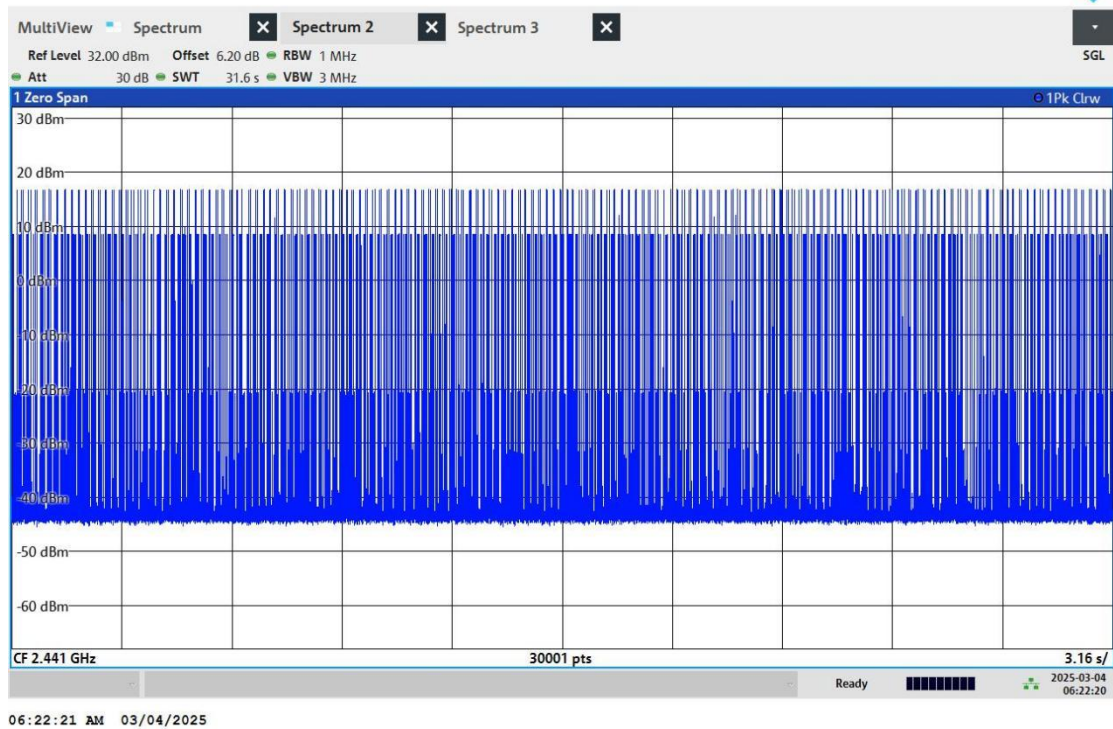 MultiView Spectrum Spectrum 2 Spectrum 3
Ref Level 32.00 dBm Offset 6.20 dB RBW 1 MHz SGL
Att 30 dB SWT 31.6 s VBW 3 MHz
1 Zero Span 1Pk Clrw
30 dBm
20 dBm
10 dBm
0 dBm
-10 dBm
-20 dBm
-30 dBm
-40 dBm
-50 dBm
-60 dBm
CF 2.441 GHz 30001 pts 3.16 s/
Ready 2025-03-04
06:22:20
06:22:21 AM 03/04/2025